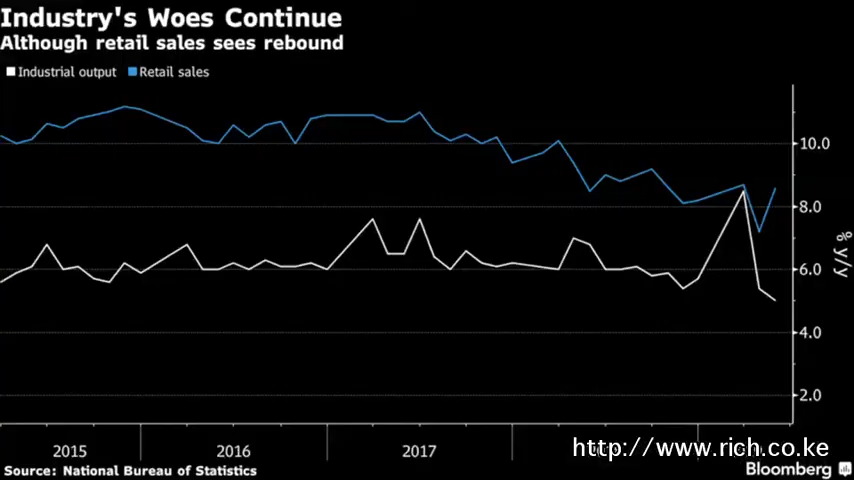 Industry's Woes Continue
Although retail sales sees rebound
Industrial output Retail sales
10.0
8.0
% y/y
6.0
4.0
2.0
2015 2016 2017
http://www.rich.co.ke
Source: National Bureau of Statistics
Bloomberg